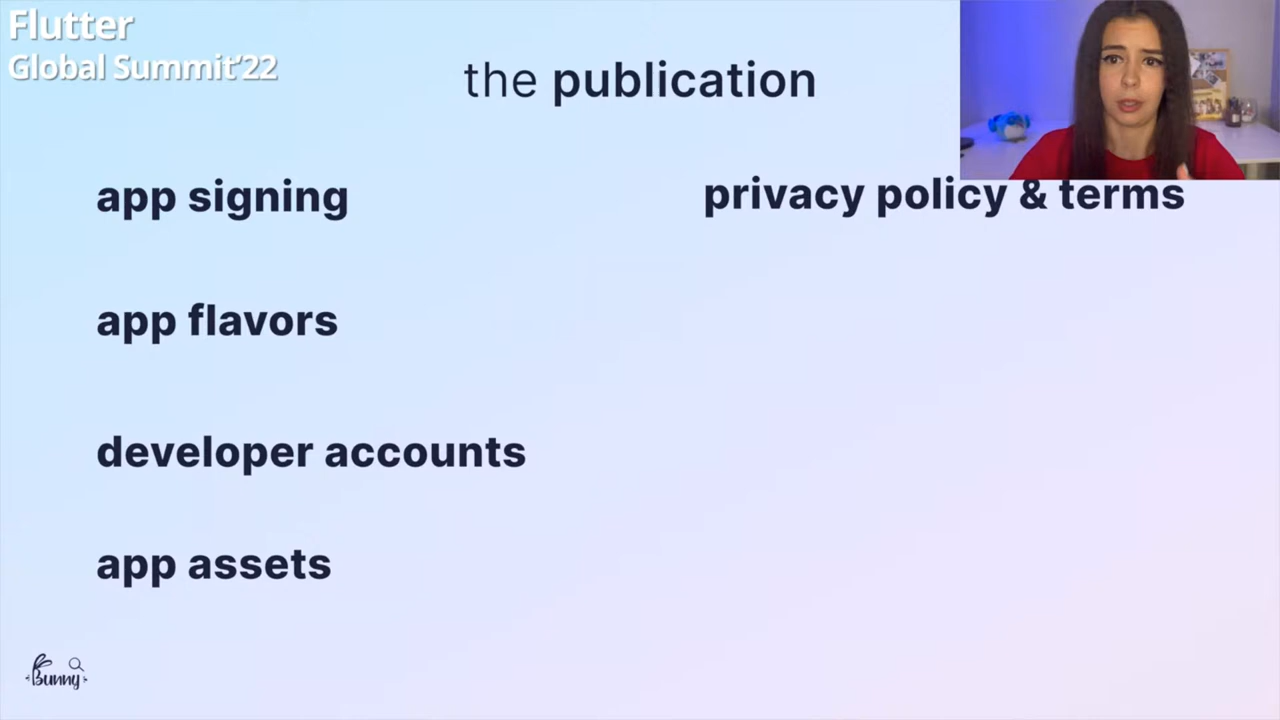 Flutter
Global Summit'22
the publication
app signing
app flavors
developer accounts
app assets
privacy policy & terms
Bunny